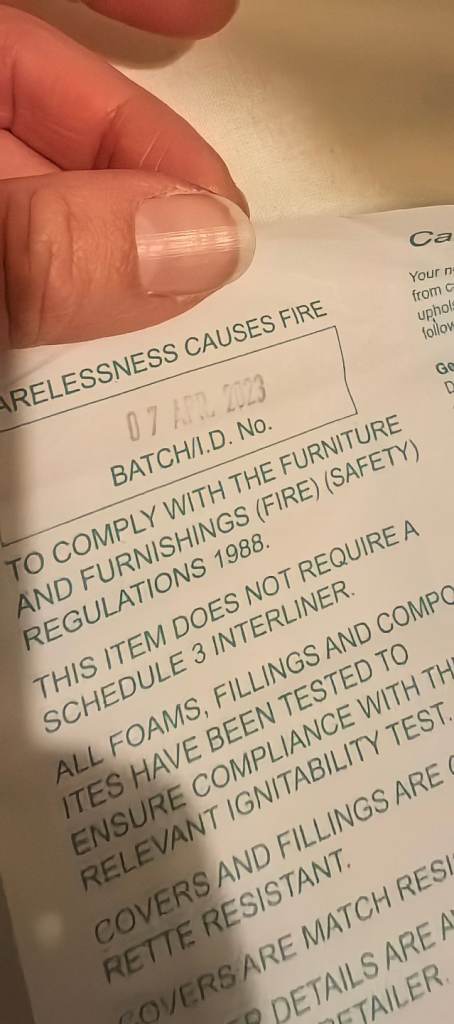 ARELESSNESS CAUSES FIRE
07 APR 2023
BATCH/I.D. No.
TO COMPLY WITH THE FURNITURE
AND FURNISHINGS (FIRE) (SAFETY)
REGULATIONS 1988.
THIS ITEM DOES NOT REQUIRE A
SCHEDULE 3 INTERLINER.
ALL FOAMS, FILLINGS AND COMPO
ITES HAVE BEEN TESTED TO
ENSURE COMPLIANCE WITH TH
RELEVANT IGNITABILITY TEST.
COVERS AND FILLINGS ARE C
RETTE RESISTANT.
COVERS ARE MATCH RESI
ER DETAILS ARE A
RETAILER.
Ca
Your n
from c
uphol
follow
Ge
D